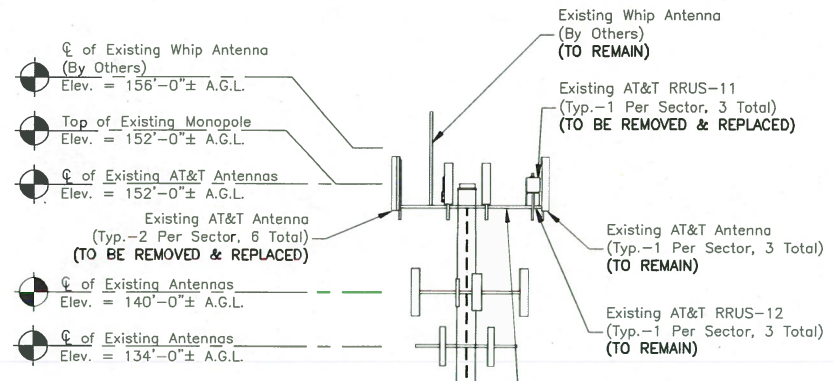 ℄ of Existing Whip Antenna
(By Others)
Elev. = 156'-0"± A.G.L.
Top of Existing Monopole
Elev. = 152'-0"± A.G.L.
℄ of Existing AT&T Antennas
Elev. = 152'-0"± A.G.L.
Existing AT&T Antenna
(Typ.-2 Per Sector, 6 Total)
(TO BE REMOVED & REPLACED)
℄ of Existing Antennas
Elev. = 140'-0"± A.G.L.
℄ of Existing Antennas
Elev. = 134'-0"± A.G.L.
Existing Whip Antenna
(By Others)
(TO REMAIN)
Existing AT&T RRUS-11
(Typ.-1 Per Sector, 3 Total)
(TO BE REMOVED & REPLACED)
Existing AT&T Antenna
(Typ.-1 Per Sector, 3 Total)
(TO REMAIN)
Existing AT&T RRUS-12
(Typ.-1 Per Sector, 3 Total)
(TO REMAIN)